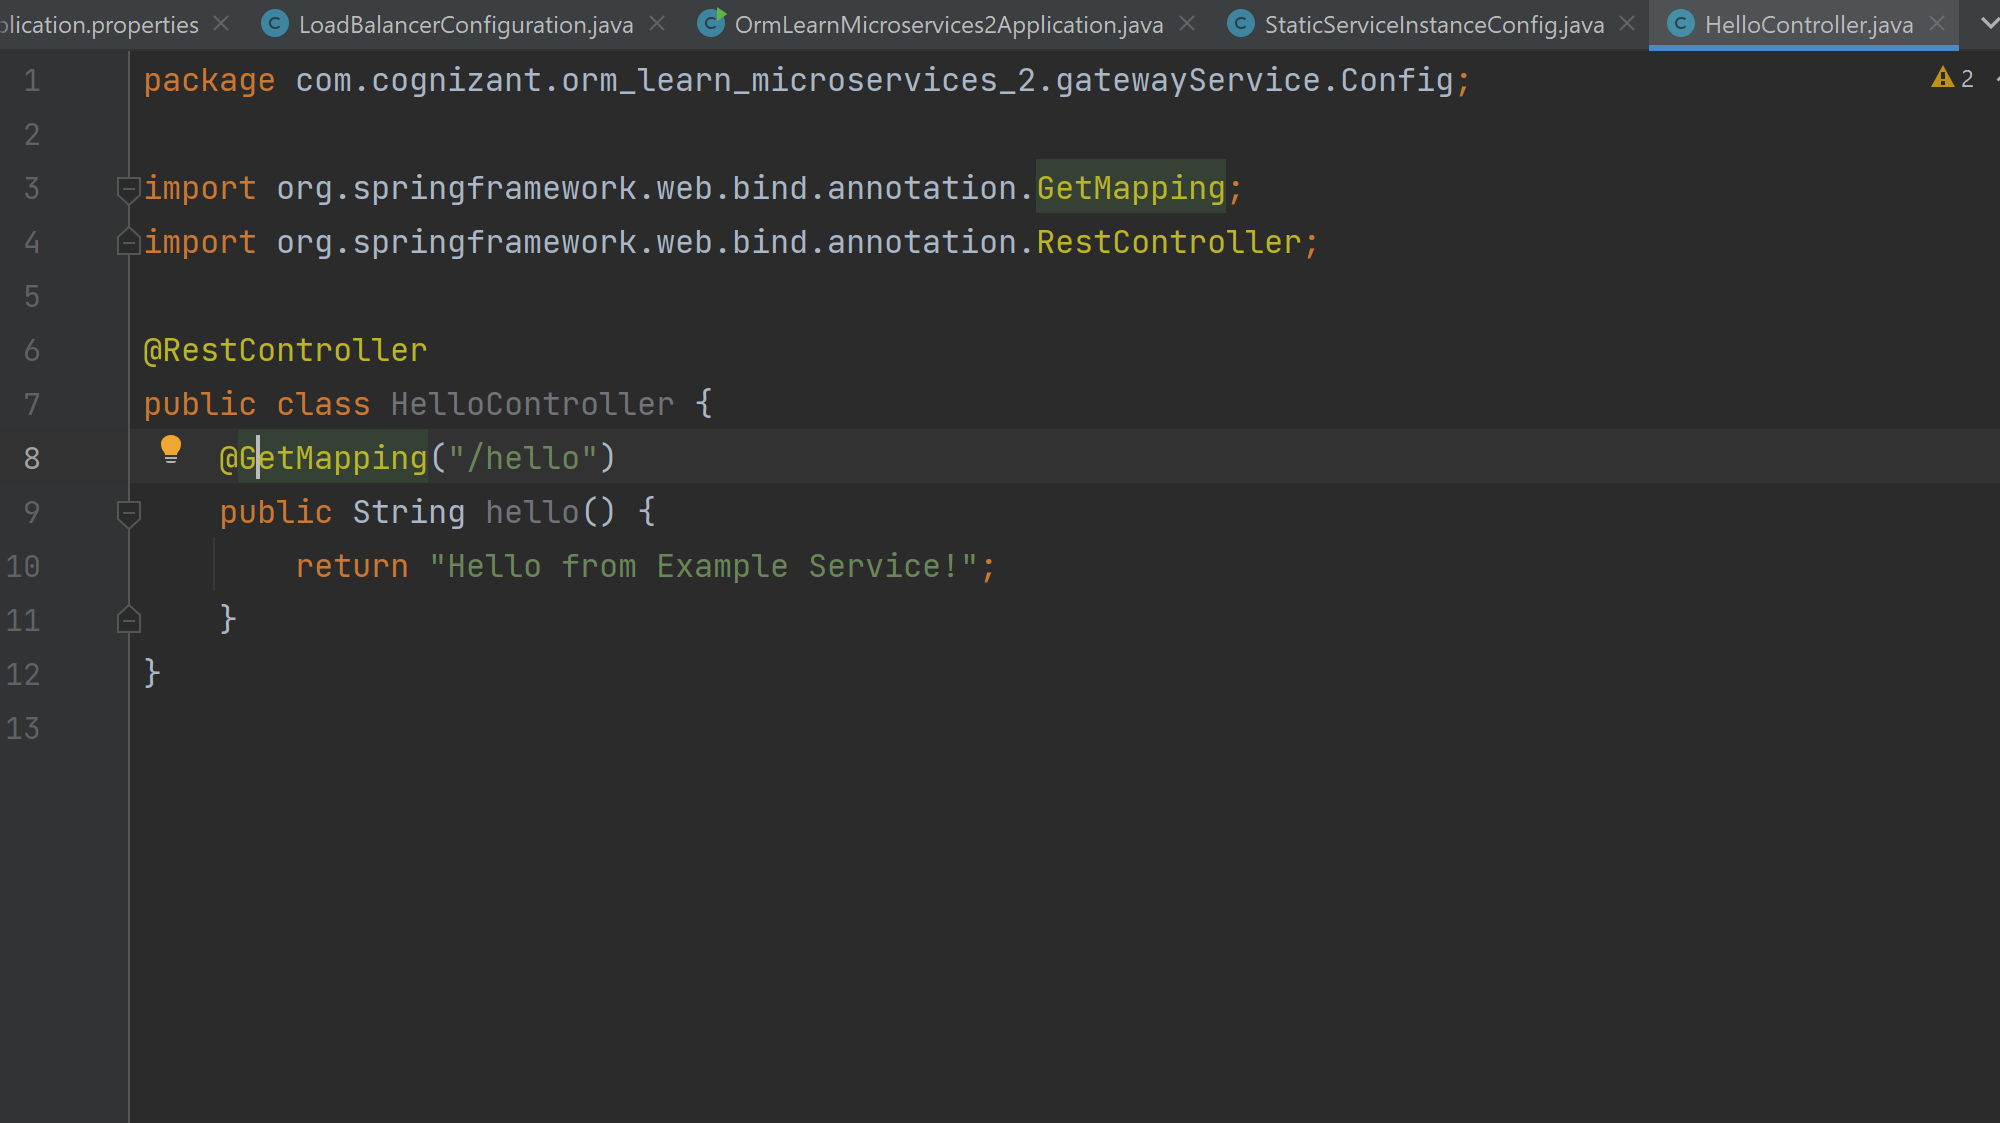 plication.properties LoadBalancerConfiguration.java OrmLearnMicroservices2Application.java StaticServiceInstanceConfig.java HelloController.java
1 package com.cognizant.orm_learn_microservices_2.gatewayService.Config; 2
2
3 import org.springframework.web.bind.annotation.GetMapping;
4 import org.springframework.web.bind.annotation.RestController;
5
6 @RestController
7 public class HelloController {
8 @GetMapping("/hello")
9 public String hello() {
10 return "Hello from Example Service!";
11 }
12 }
13